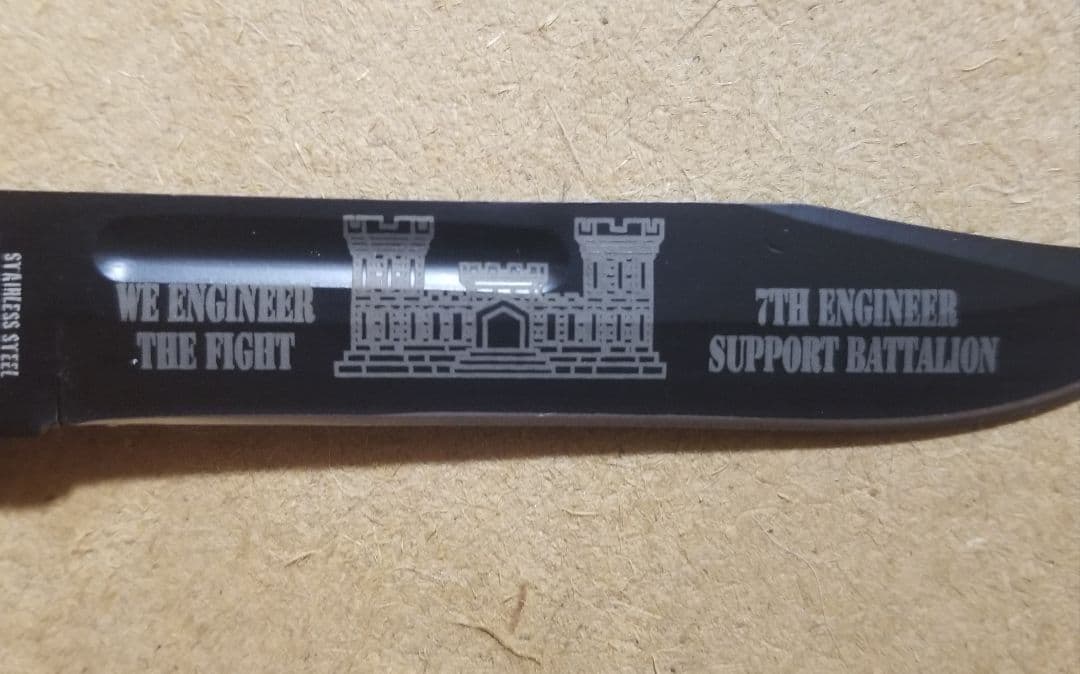 STAINLESS STEEL
WE ENGINEER
THE FIGHT
7TH ENGINEER
SUPPORT BATTALION